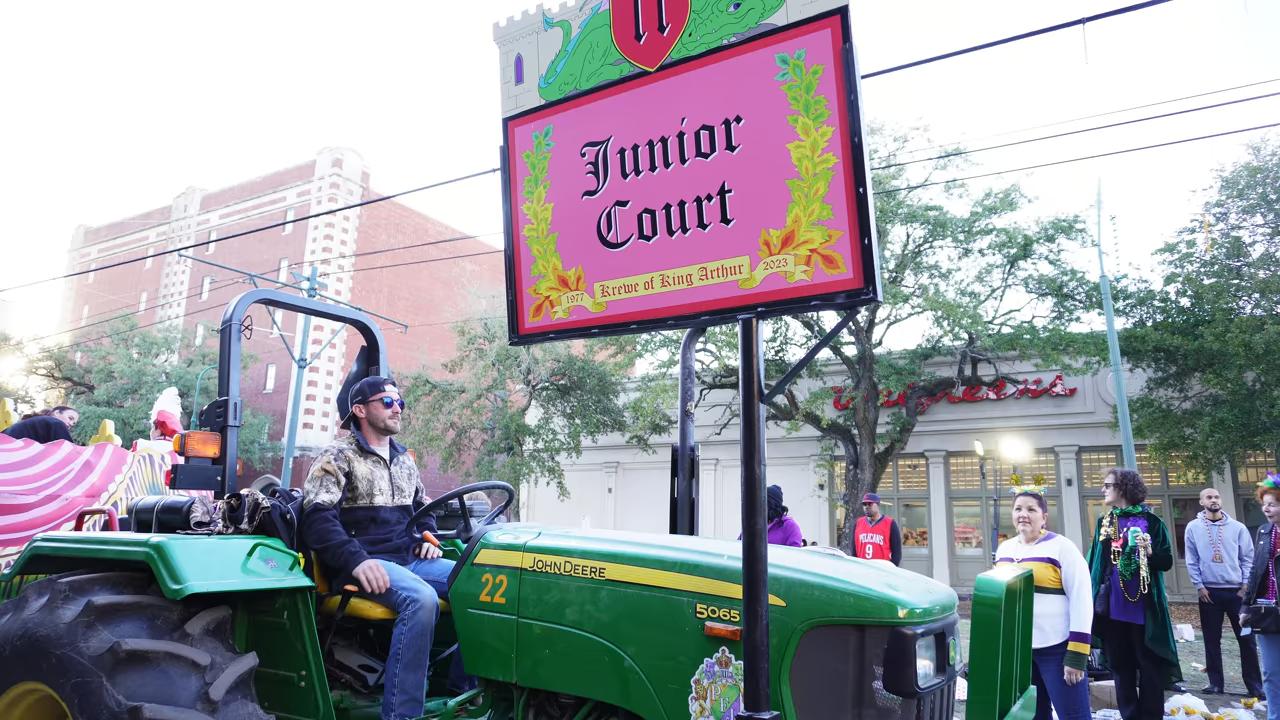 Junior
Court
1977 Krewe of King Arthur 2023
Walgreens
PELICANS
9
JOHN DEERE
22
5065